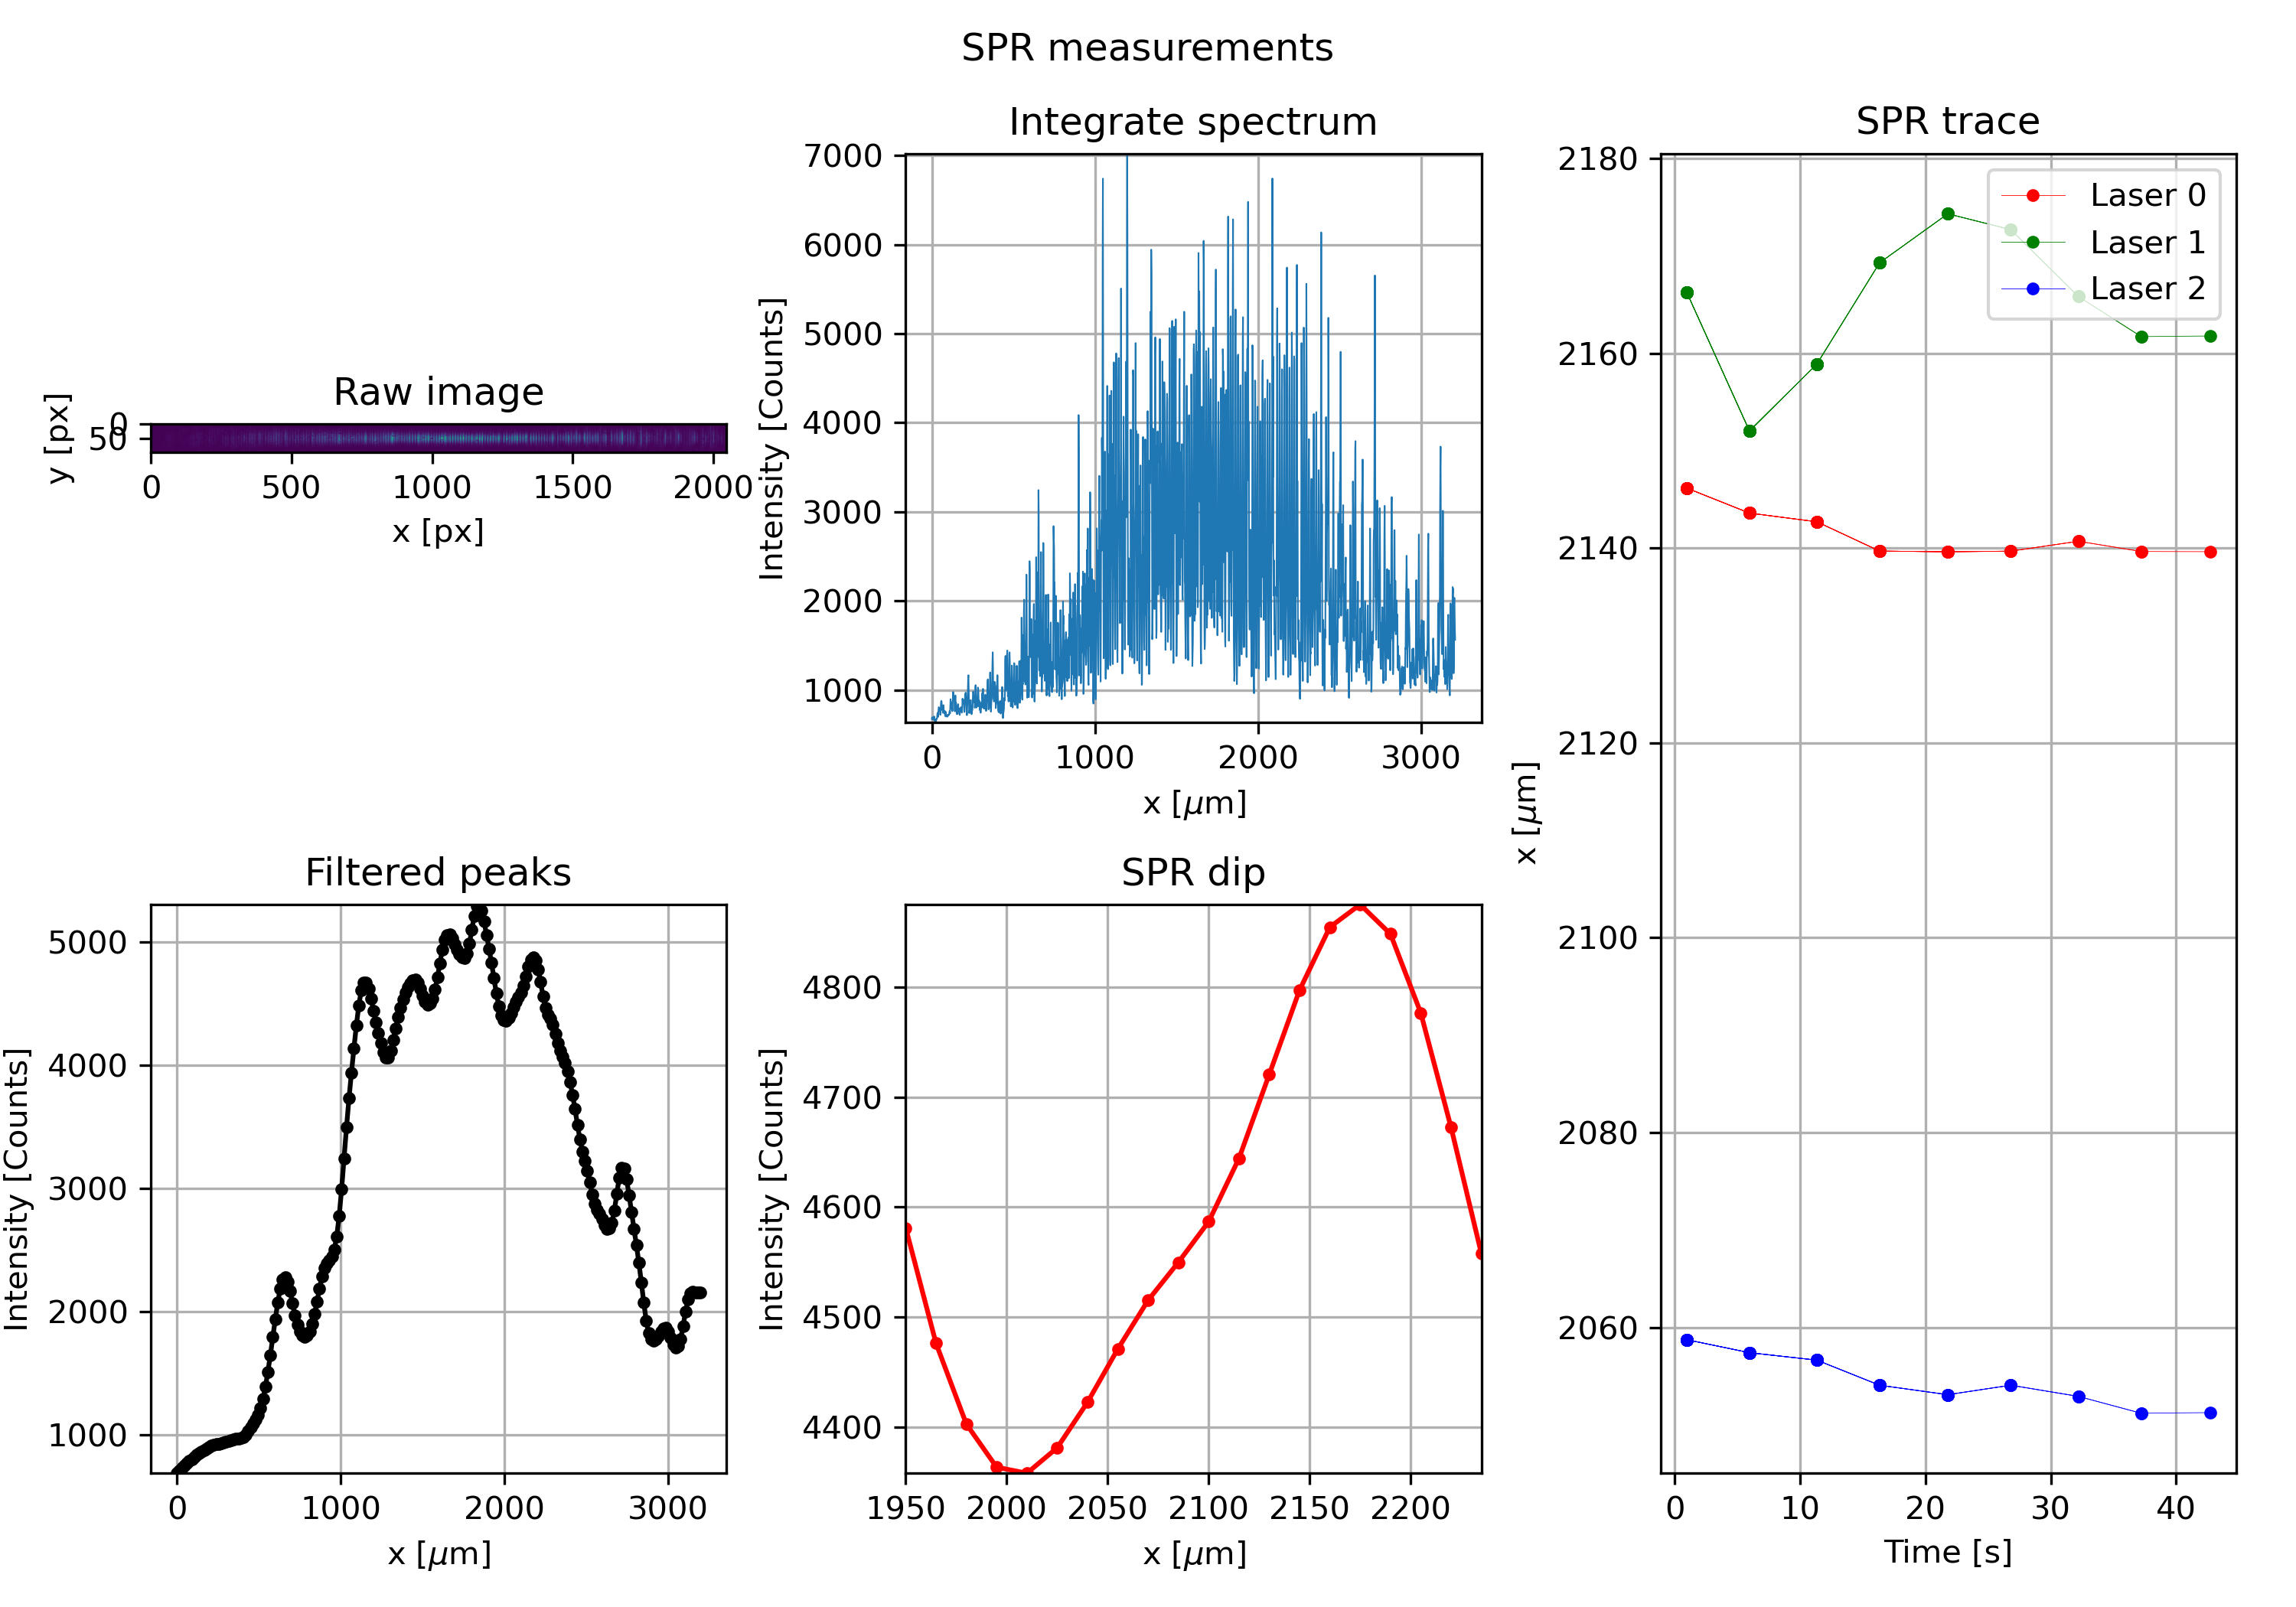 SPR measurements
Raw image
y [px]
0
50
0 500 1000 1500 2000
x [px]
Integrate spectrum
Intensity [Counts]
7000
6000
5000
4000
3000
2000
1000
0 1000 2000 3000
x [μm]
SPR trace
Laser 0
Laser 1
Laser 2
x [μm]
2180
2160
2140
2120
2100
2080
2060
0 10 20 30 40
Time [s]
Filtered peaks
Intensity [Counts]
5000
4000
3000
2000
1000
0 1000 2000 3000
x [μm]
SPR dip
Intensity [Counts]
4800
4700
4600
4500
4400
1950 2000 2050 2100 2150 2200
x [μm]